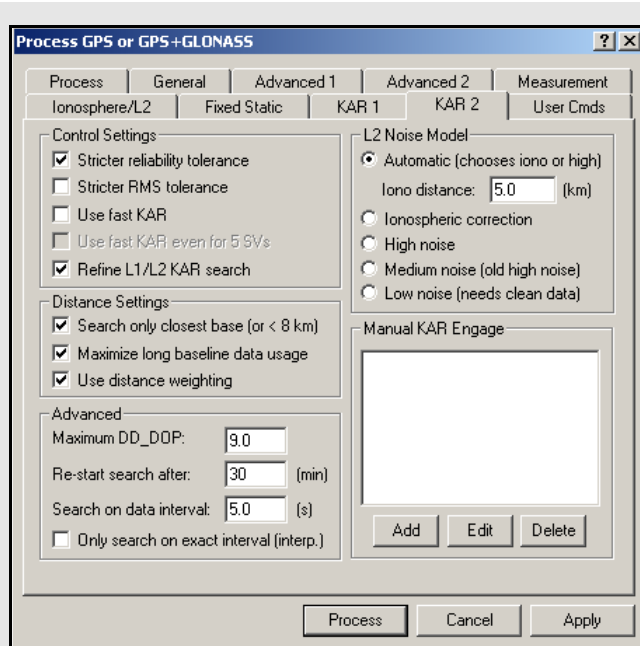 Process GPS or GPS+GLONASS
Process General Advanced 1 Advanced 2 Measurement
Ionosphere/L2 Fixed Static KAR 1 KAR 2 User Cmds
Control Settings
Stricter reliability tolerance
Stricter RMS tolerance
Use fast KAR
Use fast KAR even for 5 SVs
Refine L1/L2 KAR search
Distance Settings
Search only closest base (or < 8 km)
Maximize long baseline data usage
Use distance weighting
Advanced
Maximum DD_DOP: 9.0
Re-start search after: 30 (min)
Search on data interval: 5.0 (s)
Only search on exact interval (interp.)
L2 Noise Model
Automatic (chooses iono or high)
Iono distance: 5.0 (km)
Ionospheric correction
High noise
Medium noise (old high noise)
Low noise (needs clean data)
Manual KAR Engage
Add Edit Delete
Process Cancel Apply